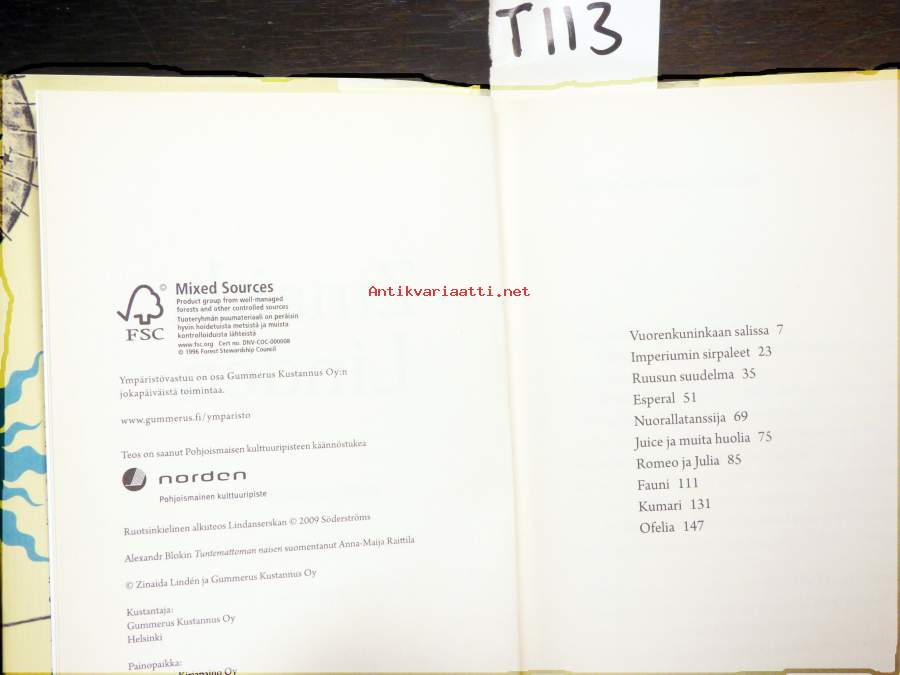 T113
© Mixed Sources
Product group from well-managed
forests and other controlled sources
Tuoteryhmän puumateriaali on peräisin
hyvin hoidetuista metsistä ja muista
kontrolloiduista lähteistä
www.fsc.org Cert no. DNV-COC-000008
© 1996 Forest Stewardship Council
FSC
Ympäristövastuu on osa Gummerus Kustannus Oy:n
jokapäiväistä toimintaa.
www.gummerus.fi/ymparisto
Teos on saanut Pohjoismaisen kulttuuripisteen käännöstukea
norden
Pohjoismainen kulttuuripiste
Ruotsinkielinen alkuteos Lindanserskan © 2009 Söderströms
Alexandr Blokin Tuntemattoman naisen suomentanut Anna-Maija Raittila
© Zinaida Lindén ja Gummerus Kustannus Oy
Kustantaja:
Gummerus Kustannus Oy
Helsinki
Painopaikka:
Kirjapaino Oy
Antikvariaatti.net
Vuorenkuninkaan salissa 7
Imperiumin sirpaleet 23
Ruusun suudelma 35
Esperal 51
Nuorallatanssija 69
Juice ja muita huolia 75
Romeo ja Julia 85
Fauni 111
Kumari 131
Ofelia 147